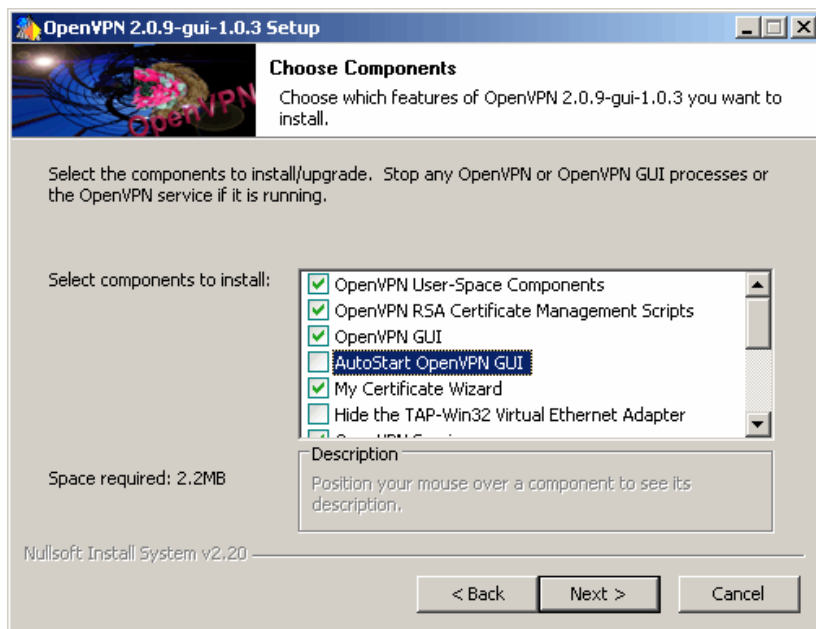 OpenVPN 2.0.9-gui-1.0.3 Setup
OpenVPN
Choose Components
Choose which features of OpenVPN 2.0.9-gui-1.0.3 you want to
install.
Select the components to install/upgrade. Stop any OpenVPN or OpenVPN GUI processes or
the OpenVPN service if it is running.
Select components to install:
OpenVPN User-Space Components
OpenVPN RSA Certificate Management Scripts
OpenVPN GUI
AutoStart OpenVPN GUI
My Certificate Wizard
Hide the TAP-Win32 Virtual Ethernet Adapter
Space required: 2.2MB
Description
Position your mouse over a component to see its
description.
Nullsoft Install System v2.20
< Back
Next >
Cancel